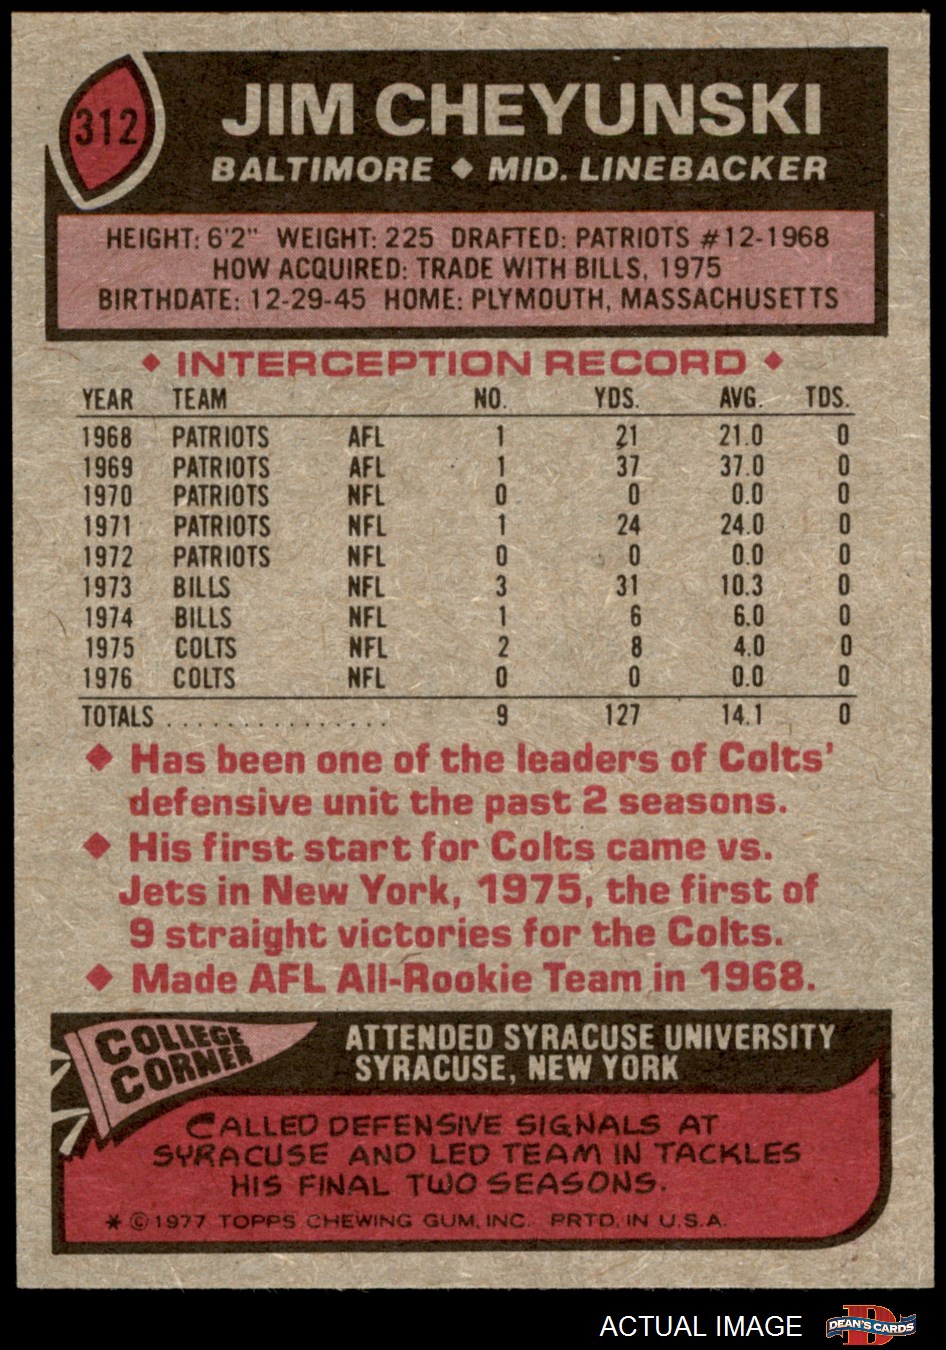 312
JIM CHEYUNSKI
BALTIMORE ◆ MID. LINEBACKER
HEIGHT: 6'2" WEIGHT: 225 DRAFTED: PATRIOTS #12-1968
HOW ACQUIRED: TRADE WITH BILLS, 1975
BIRTHDATE: 12-29-45 HOME: PLYMOUTH, MASSACHUSETTS
◆ INTERCEPTION RECORD ◆
YEAR TEAM NO. YDS. AVG. TDS.
1968 PATRIOTS AFL 1 21 21.0 0
1969 PATRIOTS AFL 1 37 37.0 0
1970 PATRIOTS NFL 0 0 0.0 0
1971 PATRIOTS NFL 1 24 24.0 0
1972 PATRIOTS NFL 0 0 0.0 0
1973 BILLS NFL 3 31 10.3 0
1974 BILLS NFL 1 6 6.0 0
1975 COLTS NFL 2 8 4.0 0
1976 COLTS NFL 0 0 0.0 0
TOTALS . . . . . . . . . . . . . . . 9 127 14.1 0
◆ Has been one of the leaders of Colts'
defensive unit the past 2 seasons.
◆ His first start for Colts came vs.
Jets in New York, 1975, the first of
9 straight victories for the Colts.
◆ Made AFL All-Rookie Team in 1968.
COLLEGE
CORNER
ATTENDED SYRACUSE UNIVERSITY
SYRACUSE, NEW YORK
CALLED DEFENSIVE SIGNALS AT
SYRACUSE AND LED TEAM IN TACKLES
HIS FINAL TWO SEASONS.
* © 1977 TOPPS CHEWING GUM, INC. PRTD. IN U.S.A.
ACTUAL IMAGE
D
DEAN'S CARDS